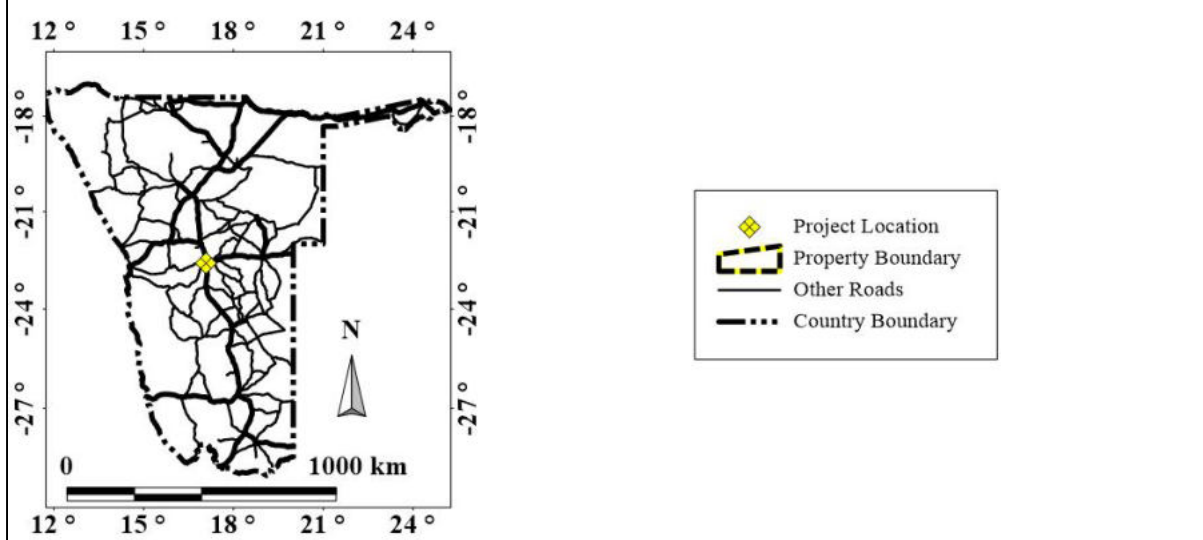 12 ° 15 ° 18 ° 21 ° 24 °
-18 ° -18 °
-21 ° -21 °
-24 ° -24 °
-27 ° -27 °
N
0 1000 km
12 ° 15 ° 18 ° 21 ° 24 °
Project Location
Property Boundary
Other Roads
Country Boundary